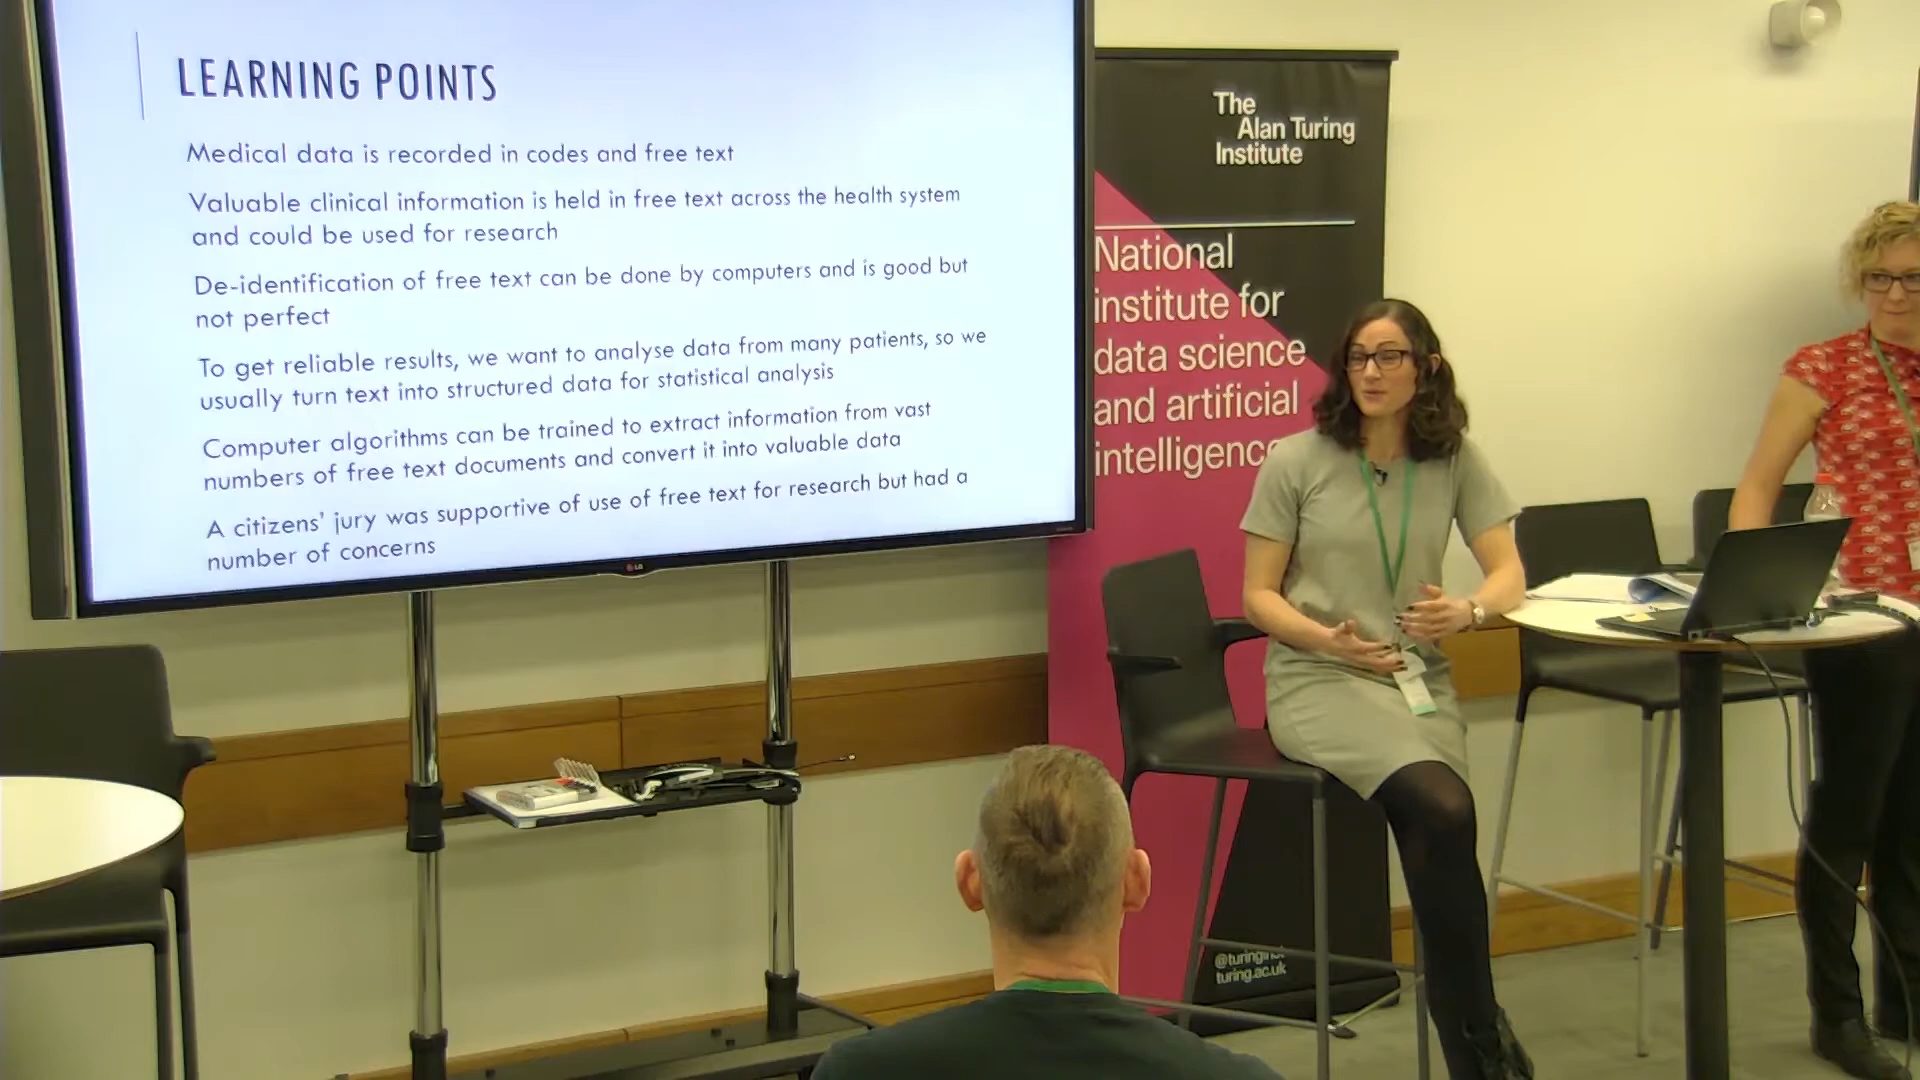 LEARNING POINTS
Medical data is recorded in codes and free text
Valuable clinical information is held in free text across the health system
and could be used for research
De-identification of free text can be done by computers and is good but
not perfect
To get reliable results, we want to analyse data from many patients, so we
usually turn text into structured data for statistical analysis
Computer algorithms can be trained to extract information from vast
numbers of free text documents and convert it into valuable data
A citizens' jury was supportive of use of free text for research but had a
number of concerns
LG
The
Alan Turing
Institute
National
institute for
data science
and artificial
intelligenc
turing.ac.uk